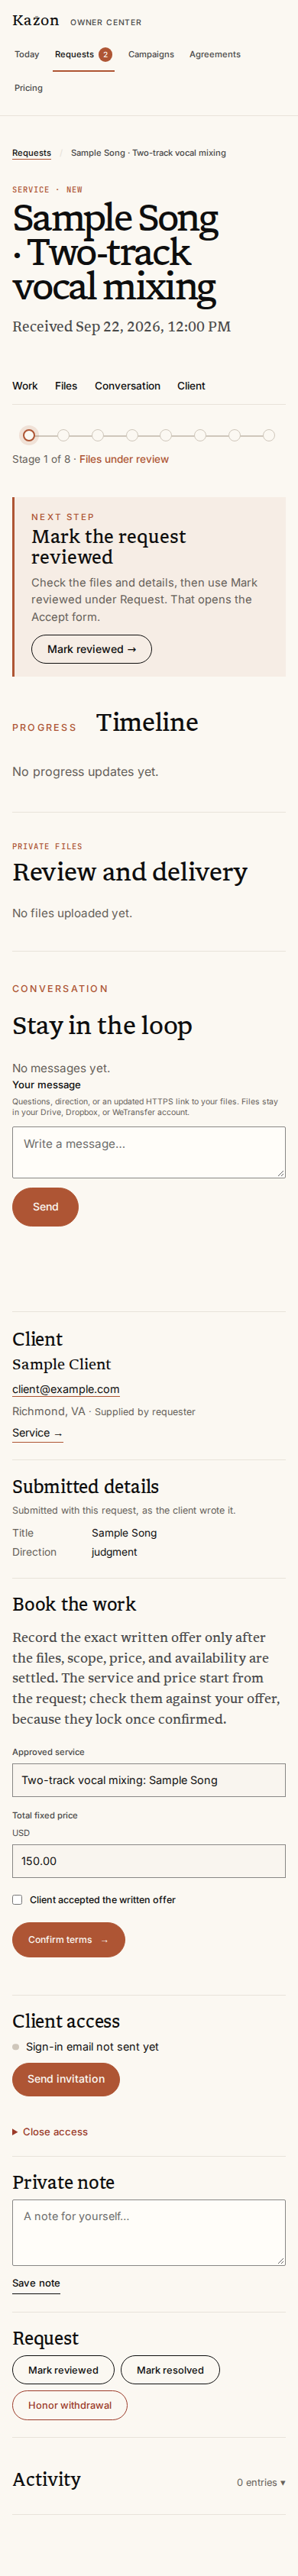 Kažon OWNER CENTER
Today Requests 2 Campaigns Agreements
Pricing
Requests / Sample Song · Two-track vocal mixing
SERVICE · NEW
Sample Song
· Two-track
vocal mixing
Received Sep 22, 2026, 12:00 PM
Work Files Conversation Client
Stage 1 of 8 · Files under review
NEXT STEP
Mark the request
reviewed
Check the files and details, then use Mark
reviewed under Request. That opens the
Accept form.
Mark reviewed →
PROGRESS Timeline
No progress updates yet.
PRIVATE FILES
Review and delivery
No files uploaded yet.
CONVERSATION
Stay in the loop
No messages yet.
Your message
Questions, direction, or an updated HTTPS link to your files. Files stay
in your Drive, Dropbox, or WeTransfer account.
Write a message...
Send
Client
Sample Client
client@example.com
Richmond, VA · Supplied by requester
Service →
Submitted details
Submitted with this request, as the client wrote it.
Title Sample Song
Direction judgment
Book the work
Record the exact written offer only after
the files, scope, price, and availability are
settled. The service and price start from
the request; check them against your offer,
because they lock once confirmed.
Approved service
Two-track vocal mixing: Sample Song
Total fixed price
USD
150.00
Client accepted the written offer
Confirm terms →
Client access
Sign-in email not sent yet
Send invitation
▶ Close access
Private note
A note for yourself...
Save note
Request
Mark reviewed Mark resolved
Honor withdrawal
Activity 0 entries ▾